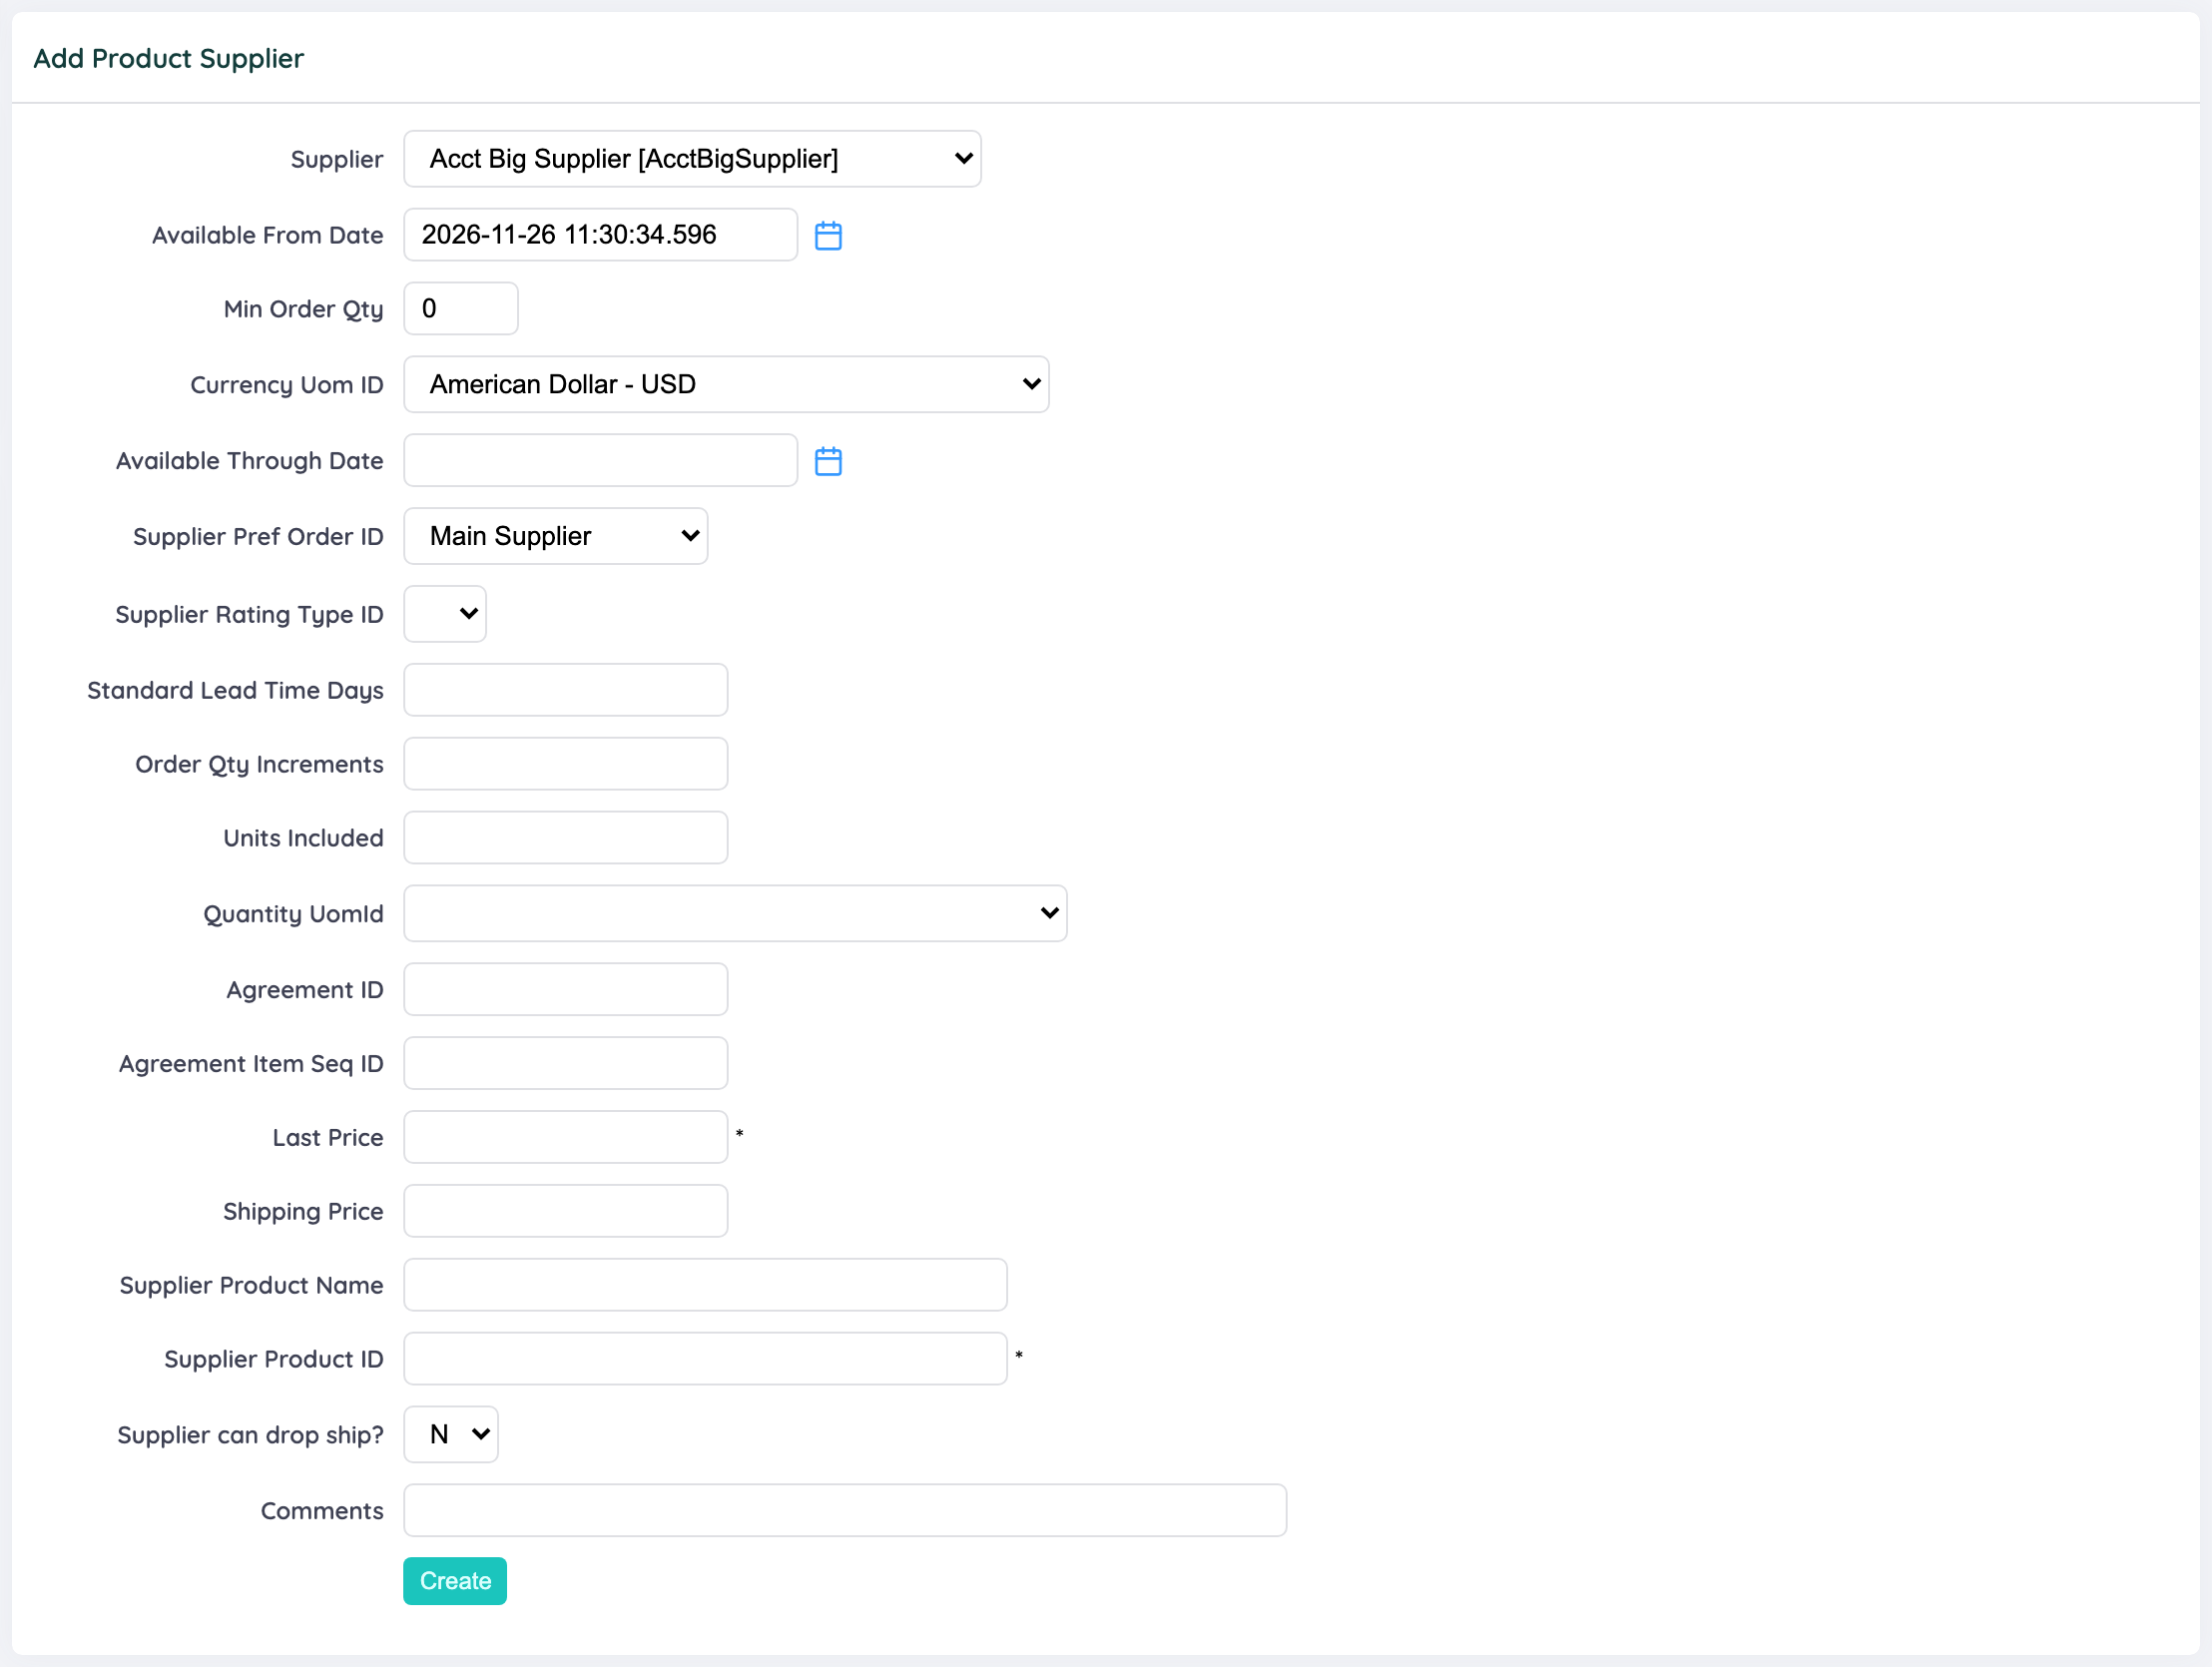 Add Product Supplier
Supplier Acct Big Supplier [AcctBigSupplier]
Available From Date 2026-11-26 11:30:34.596
Min Order Qty 0
Currency Uom ID American Dollar - USD
Available Through Date
Supplier Pref Order ID Main Supplier
Supplier Rating Type ID
Standard Lead Time Days
Order Qty Increments
Units Included
Quantity UomId
Agreement ID
Agreement Item Seq ID
Last Price *
Shipping Price
Supplier Product Name
Supplier Product ID *
Supplier can drop ship? N
Comments
Create